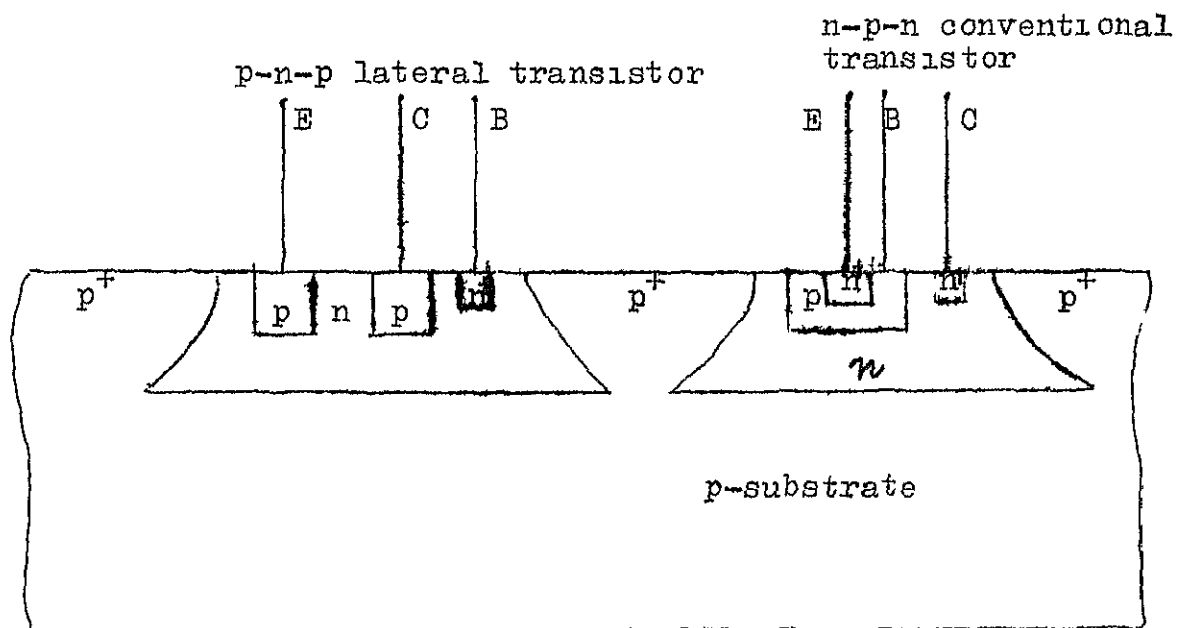 n-p-n conventional
transistor
p-n-p lateral transistor
E C B E B C
p+ p n p n p+ p n n p+
n
p-substrate